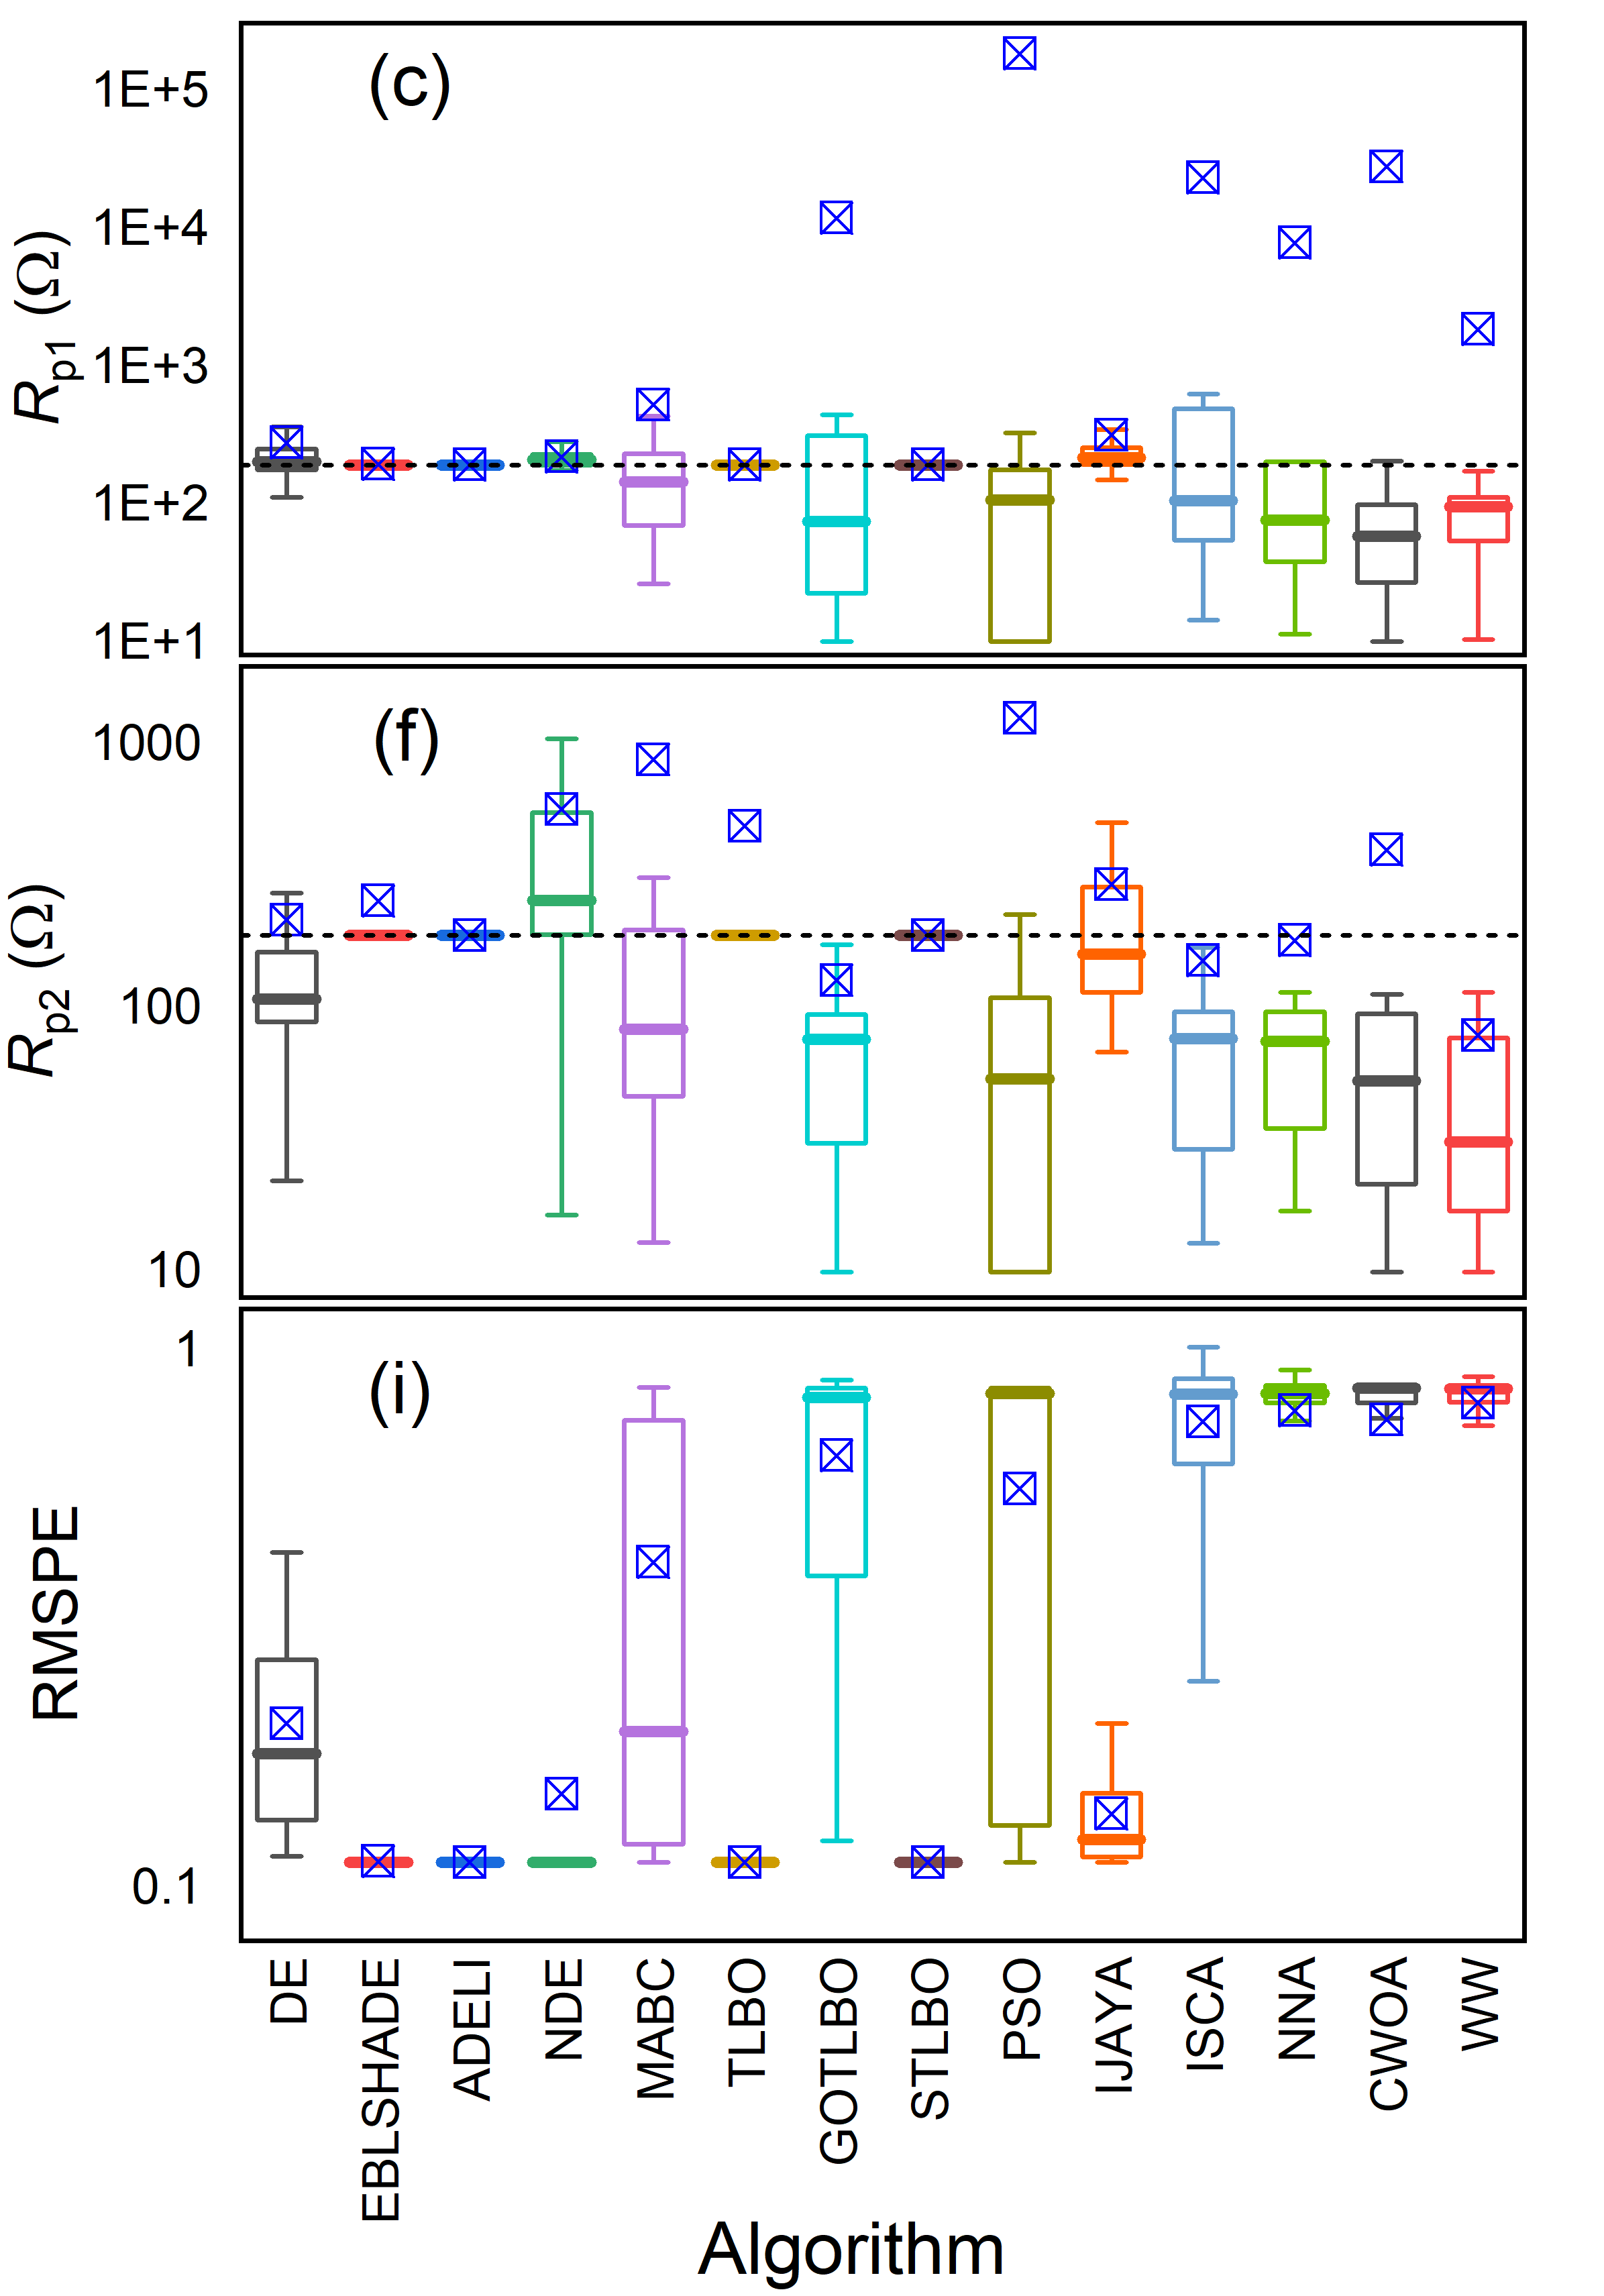 (c)
1E+5
1E+4
1E+3
1E+2
1E+1
Rp1 (Ω)
(f)
1000
100
10
Rp2 (Ω)
(i)
1
0.1
RMSPE
DE
EBLSHADE
ADELI
NDE
MABC
TLBO
GOTLBO
STLBO
PSO
IJAYA
ISCA
NNA
CWOA
WW
Algorithm